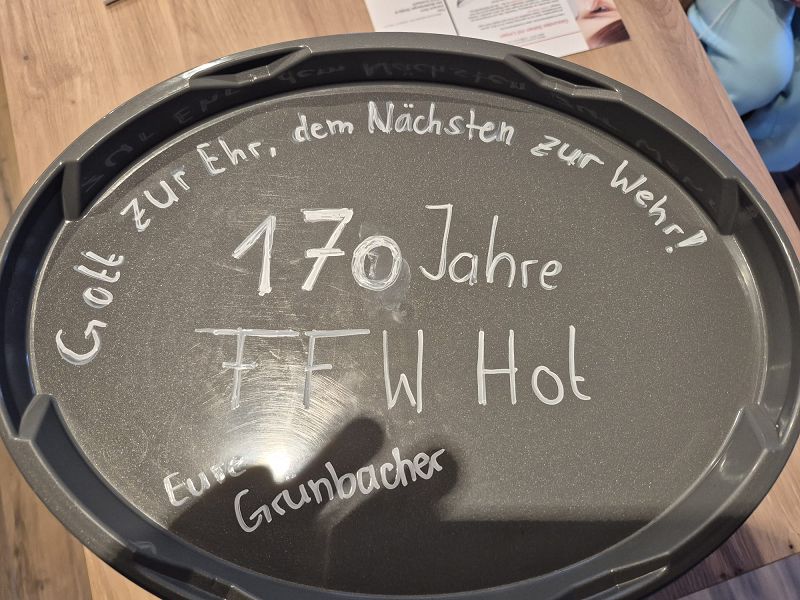 Gott zur Ehr, dem Nächsten zur Wehr!
170 Jahre
FFW Hot
Eure
Grunbacher